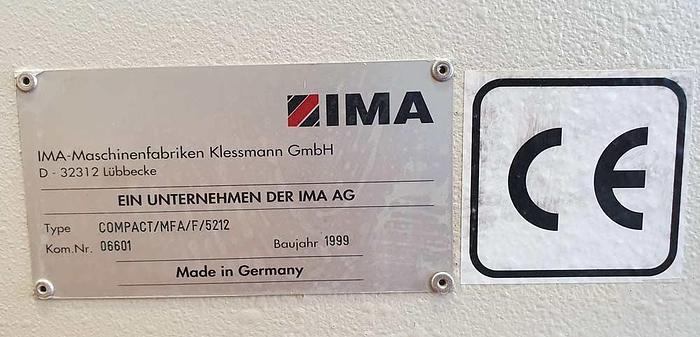 IMA
IMA-Maschinenfabriken Klessmann GmbH
D - 32312 Lübbecke
EIN UNTERNEHMEN DER IMA AG
Type COMPACT/MFA/F/5212
Kom.Nr. 06601 Baujahr 1999
Made in Germany
CE